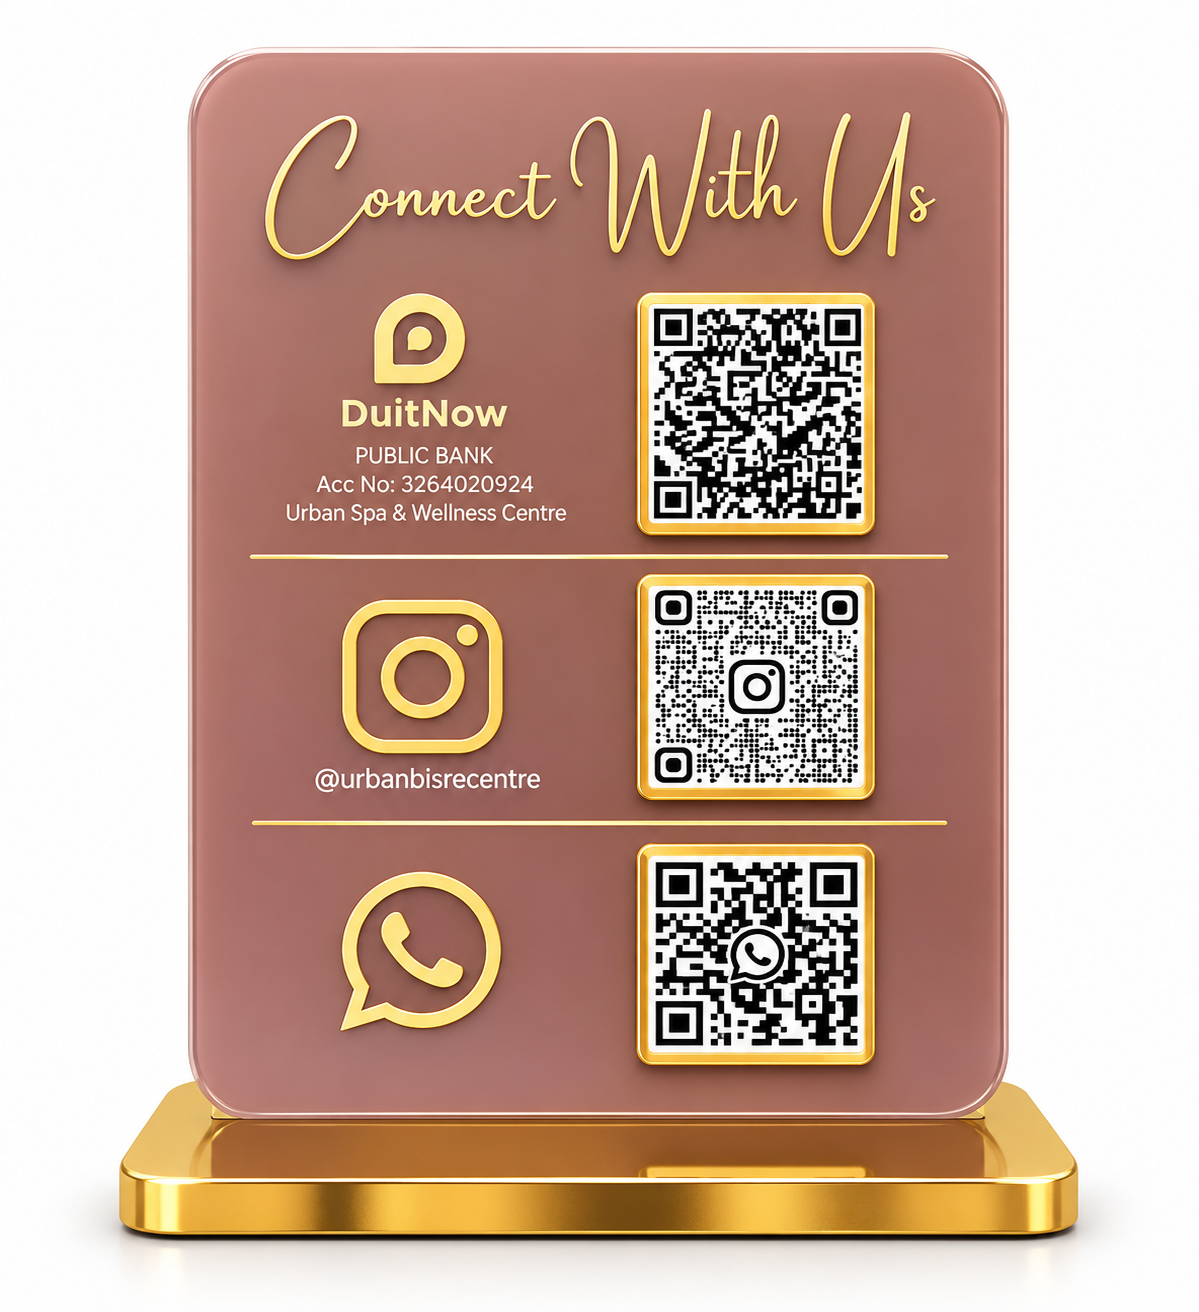 Connect With Us
DuitNow
PUBLIC BANK
Acc No: 3264020924
Urban Spa & Wellness Centre
@urbanbisrecentre